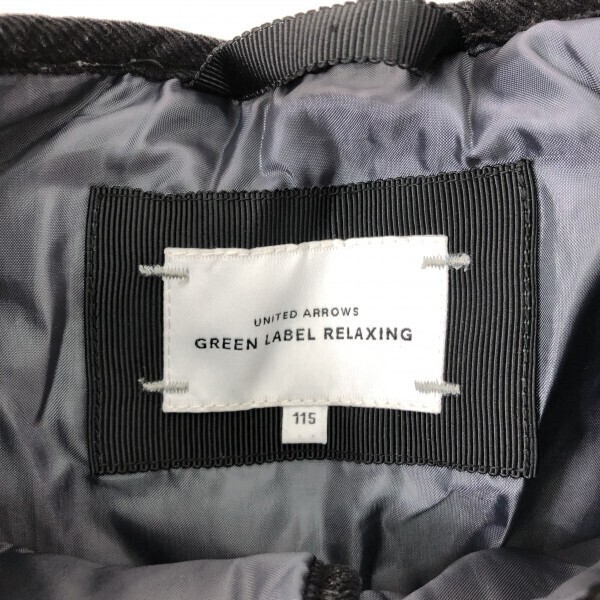 UNITED ARROWS
GREEN LABEL RELAXING
115